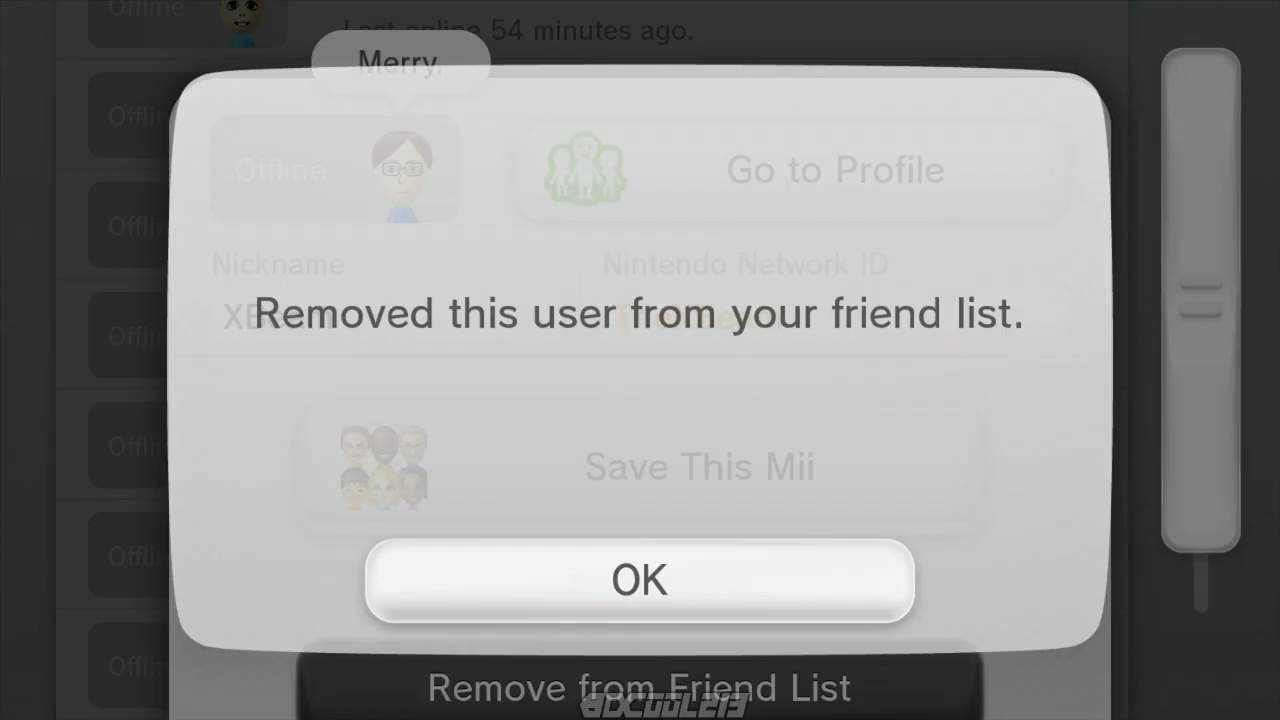 Offline
Last online 54 minutes ago.
Merry.
Offline
Go to Profile
Nickname
Nintendo Network ID
Removed this user from your friend list.
Save This Mii
OK
Remove from Friend List